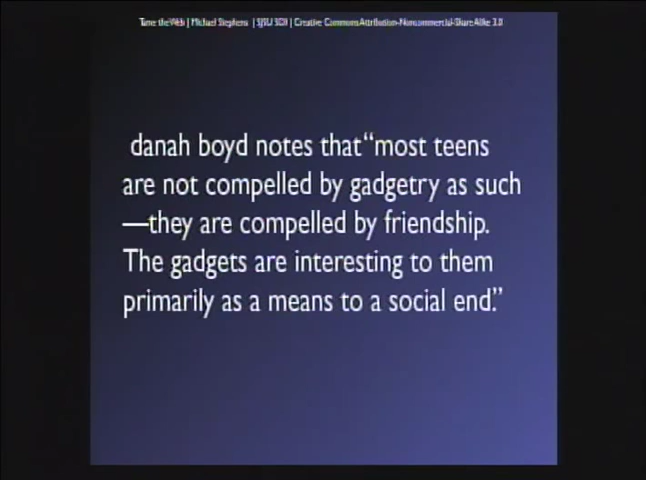 Tame the Web | Michael Stephens | SJSU SLIS | Creative Commons Attribution-Noncommercial-Share Alike 3.0
danah boyd notes that “most teens
are not compelled by gadgetry as such
—they are compelled by friendship.
The gadgets are interesting to them
primarily as a means to a social end.”